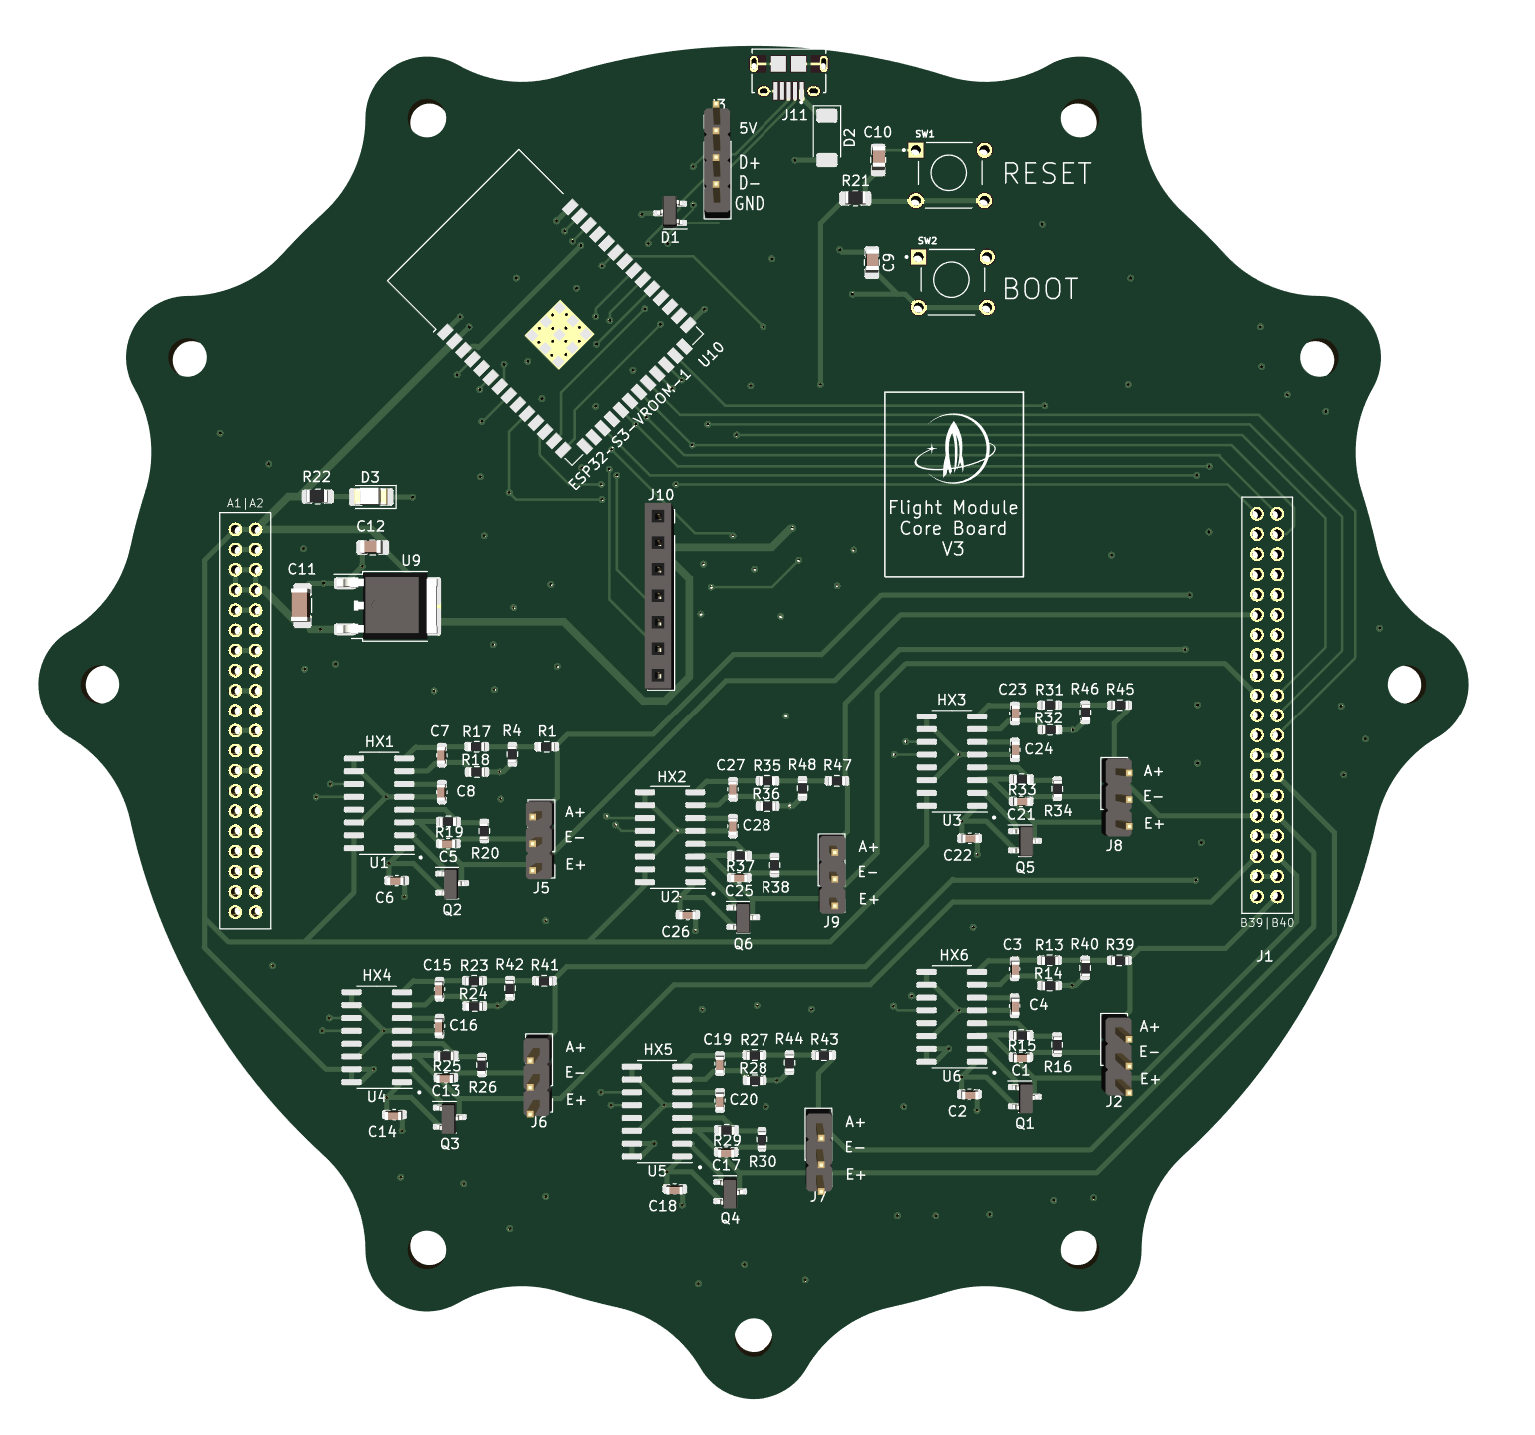 J3
5V
D+
D-
GND
D1
J11
D2
C10
SW1
RESET
R21
SW2
C9
BOOT
U10
ESP32-S3-WROOM-1
Flight Module
Core Board
V3
R22
D3
A1|A2
C12
U9
C11
J10
HX1
C7
R17
R4
R1
R18
C8
R19
C5
R20
U1
C6
Q2
A+
E-
E+
J5
HX2
C27
R35
R48
R47
R36
C28
R37
C25
R38
U2
C26
Q6
A+
E-
E+
J9
HX3
C23
R31
R46
R45
R32
C24
R33
C21
R34
U3
C22
Q5
A+
E-
E+
J8
B39|B40
J1
HX4
C15
R23
R42
R41
R24
C16
R25
C13
R26
U4
C14
Q3
A+
E-
E+
J6
HX5
C19
R27
R44
R43
R28
C20
R29
C17
R30
U5
C18
Q4
A+
E-
E+
J7
HX6
C3
R13
R40
R39
R14
C4
R15
C1
R16
U6
C2
Q1
A+
E-
E+
J2